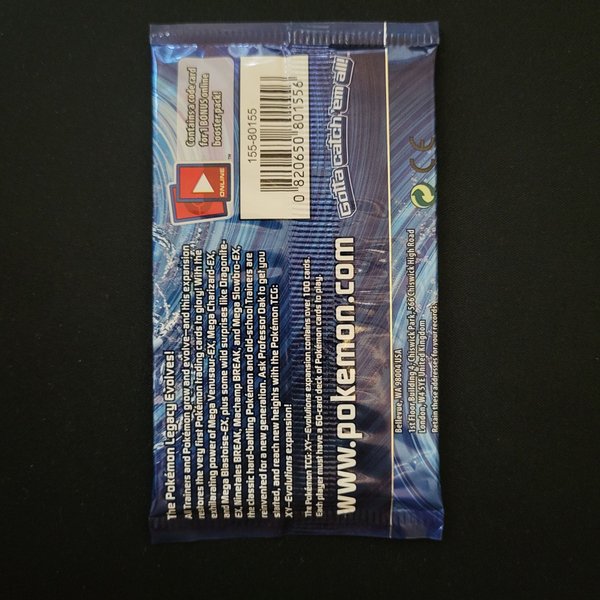 The Pokémon Legacy Evolves!
All Trainers and Pokémon grow and evolve—and this expansion
restores the very first Pokémon trading cards to glory! With the
exhilarating power of Mega Venusaur-EX, Mega Charizard-EX,
and Mega Blastoise-EX, plus some wild surprises like Dragonite-
EX, Ninetales BREAK, Machamp BREAK, and Mega Slowbro-EX,
the classic hard-battling Pokémon and old-school Trainers are
reinvented for a new generation. Ask Professor Oak to get you
started, and reach new heights with the Pokémon TCG:
XY—Evolutions expansion!
The Pokémon TCG: XY—Evolutions expansion contains over 100 cards.
Each player must have a 60-card deck of Pokémon cards to play.
www.pokemon.com
Contains a code card
for 1 BONUS online
booster pack!
ONLINE™
155-80155
0 820650 801556
Gotta catch 'em all!
Bellevue, WA 98004 USA
1st Floor Building 4, Chiswick Park, 566 Chiswick High Road
London, W4 5YE United Kingdom
Retain these addresses for your records.
CE